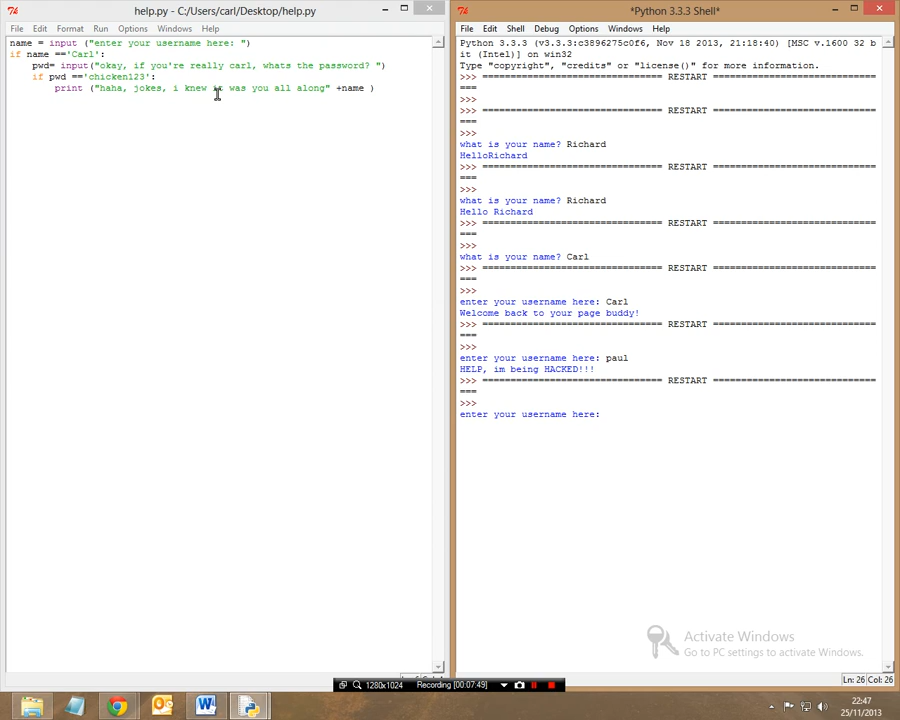 help.py - C:/Users/carl/Desktop/help.py
File Edit Format Run Options Windows Help
name = input ("enter your username here: ")
if name =='Carl':
    pwd= input("okay, if you're really carl, whats the password? ")
    if pwd =='chicken123':
        print ("haha, jokes, i knew it was you all along" +name )
*Python 3.3.3 Shell*
File Edit Shell Debug Options Windows Help
Python 3.3.3 (v3.3.3:c3896275c0f6, Nov 18 2013, 21:18:40) [MSC v.1600 32 b
it (Intel)] on win32
Type "copyright", "credits" or "license()" for more information.
>>> ================================ RESTART =============================
===
>>>
>>> ================================ RESTART =============================
===
>>>
what is your name? Richard
HelloRichard
>>> ================================ RESTART =============================
===
>>>
what is your name? Richard
Hello Richard
>>> ================================ RESTART =============================
===
>>>
what is your name? Carl
>>> ================================ RESTART =============================
===
>>>
enter your username here: Carl
Welcome back to your page buddy!
>>> ================================ RESTART =============================
===
>>>
enter your username here: paul
HELP, im being HACKED!!!
>>> ================================ RESTART =============================
===
>>>
enter your username here:
Activate Windows
Go to PC settings to activate Windows.
Ln: 26 Col: 26
1280x1024 Recording [00:07:49]
22:47
25/11/2013